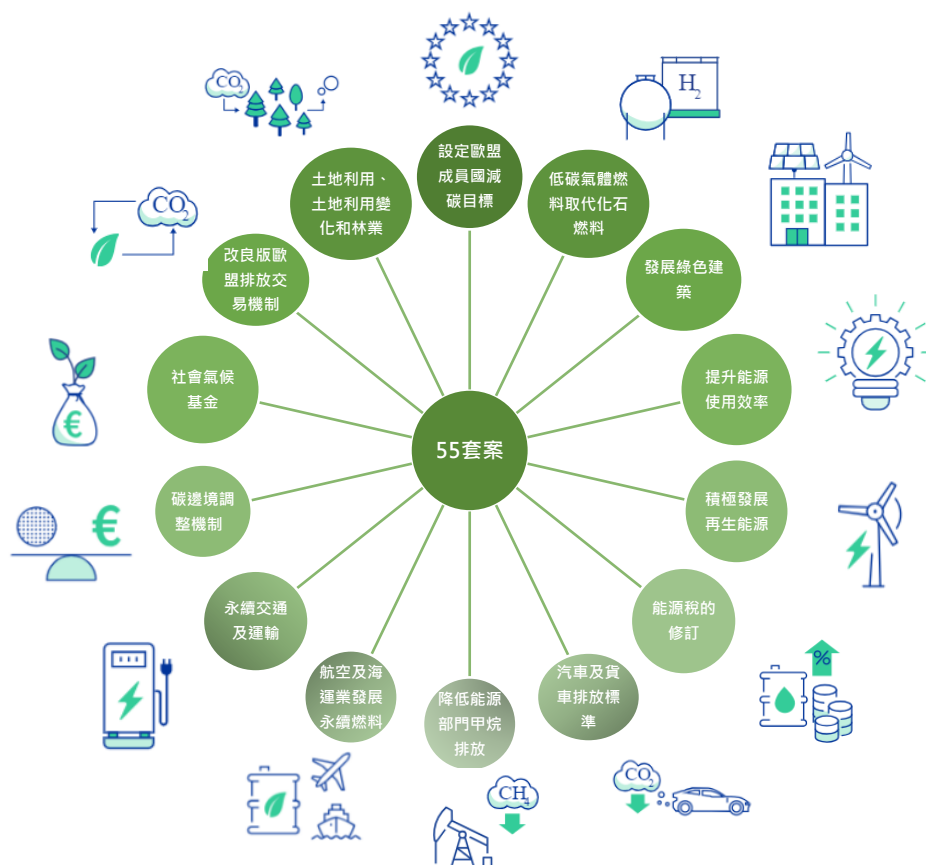 CO2
H2
設定歐盟
成員國減
碳目標
土地利用、
土地利用變
化和林業
低碳氣體燃
料取代化石
燃料
CO2
改良版歐
盟排放交
易機制
發展綠色建
築
社會氣候
基金
提升能源
使用效率
€
55套案
碳邊境調
整機制
積極發展
再生能源
€
永續交通
及運輸
能源稅的
修訂
%
航空及海
運業發展
永續燃料
降低能源
部門甲烷
排放
汽車及貨
車排放標
準
CH4
CO2